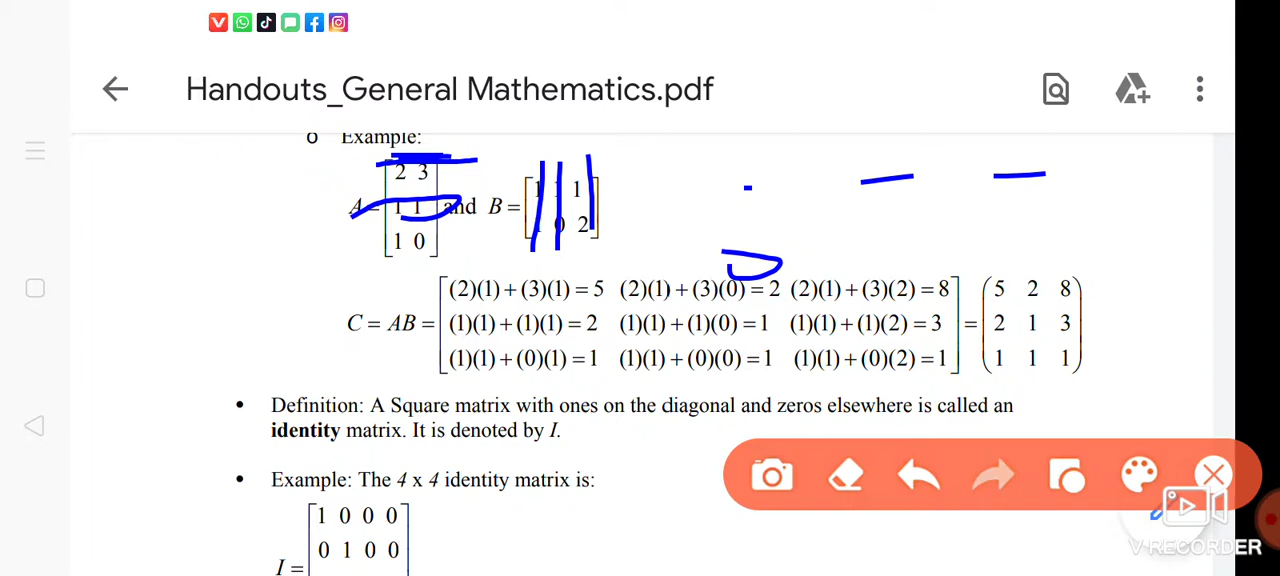 Handouts_General Mathematics.pdf
o Example:
2 3
A = 1 1 and B = 1 1
1 0 0 2
(2)(1) + (3)(1) = 5 (2)(1) + (3)(0) = 2 (2)(1) + (3)(2) = 8 5 2 8
C = AB = (1)(1) + (1)(1) = 2 (1)(1) + (1)(0) = 1 (1)(1) + (1)(2) = 3 = 2 1 3
(1)(1) + (0)(1) = 1 (1)(1) + (0)(0) = 1 (1)(1) + (0)(2) = 1 1 1 1
• Definition: A Square matrix with ones on the diagonal and zeros elsewhere is called an
identity matrix. It is denoted by I.
• Example: The 4 x 4 identity matrix is:
1 0 0 0
0 1 0 0
I =
V RECORDER